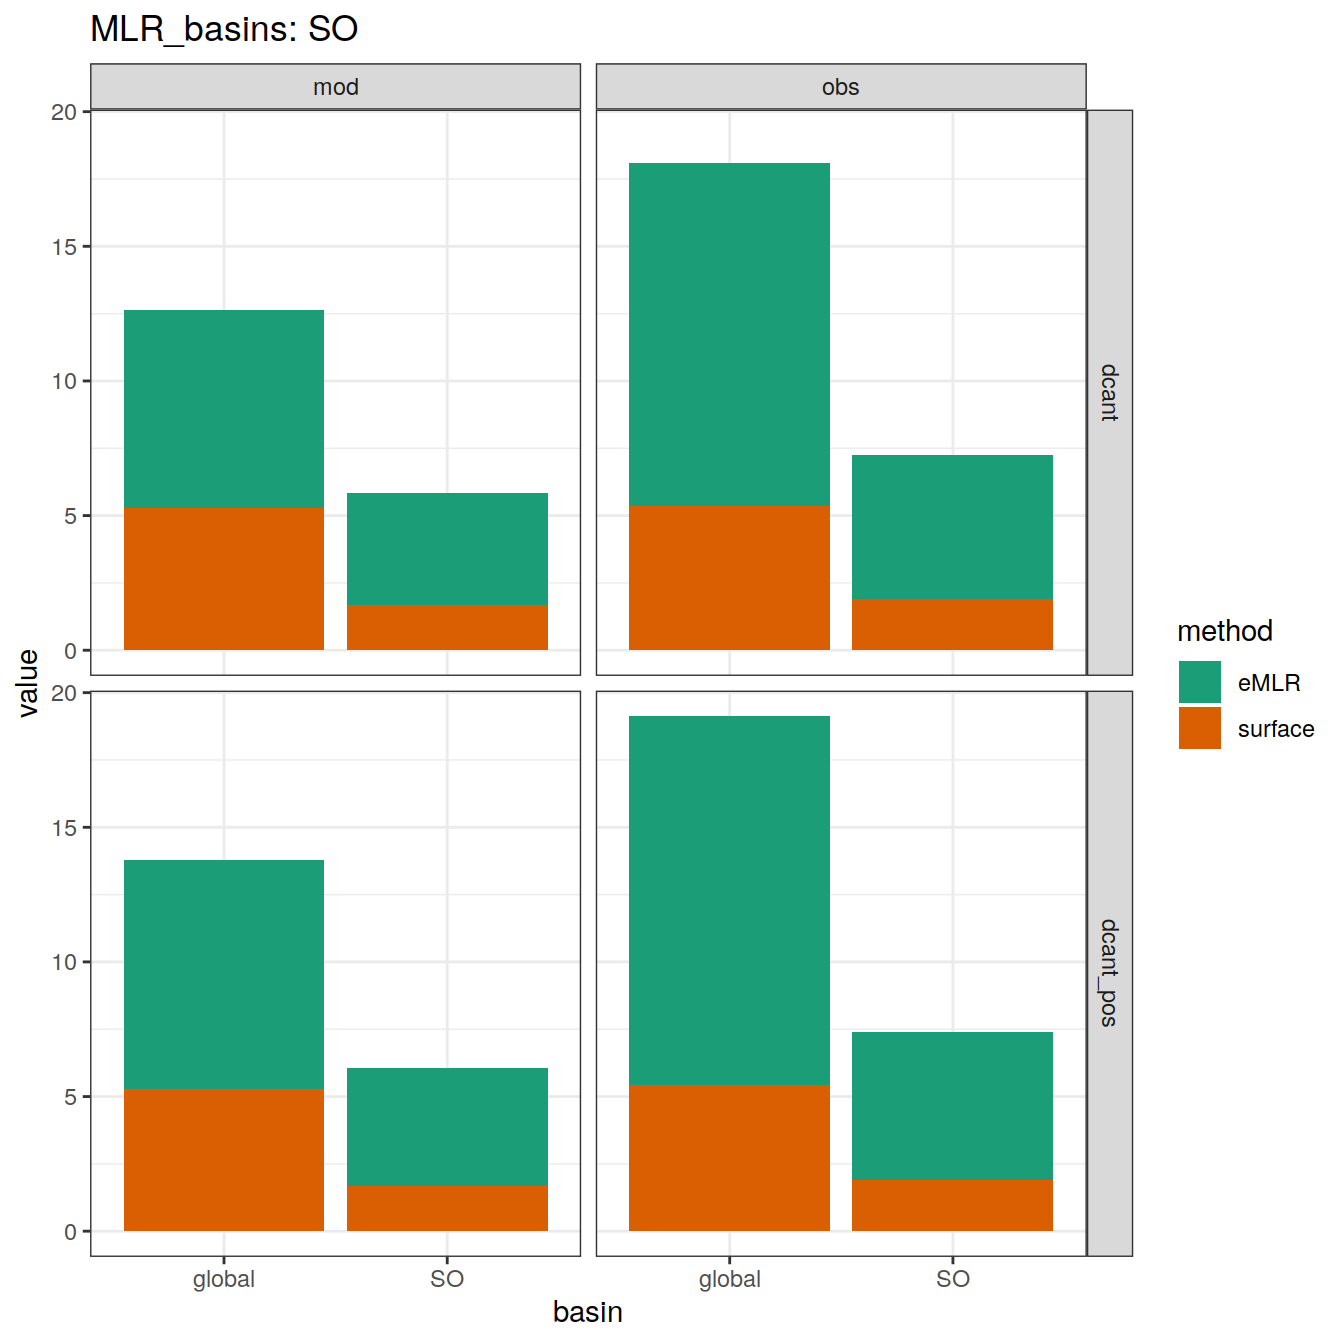 MLR_basins: SO
mod
obs
20
15
10
5
0
dcant
20
15
10
5
0
dcant_pos
value
global
SO
global
SO
basin
method
eMLR
surface